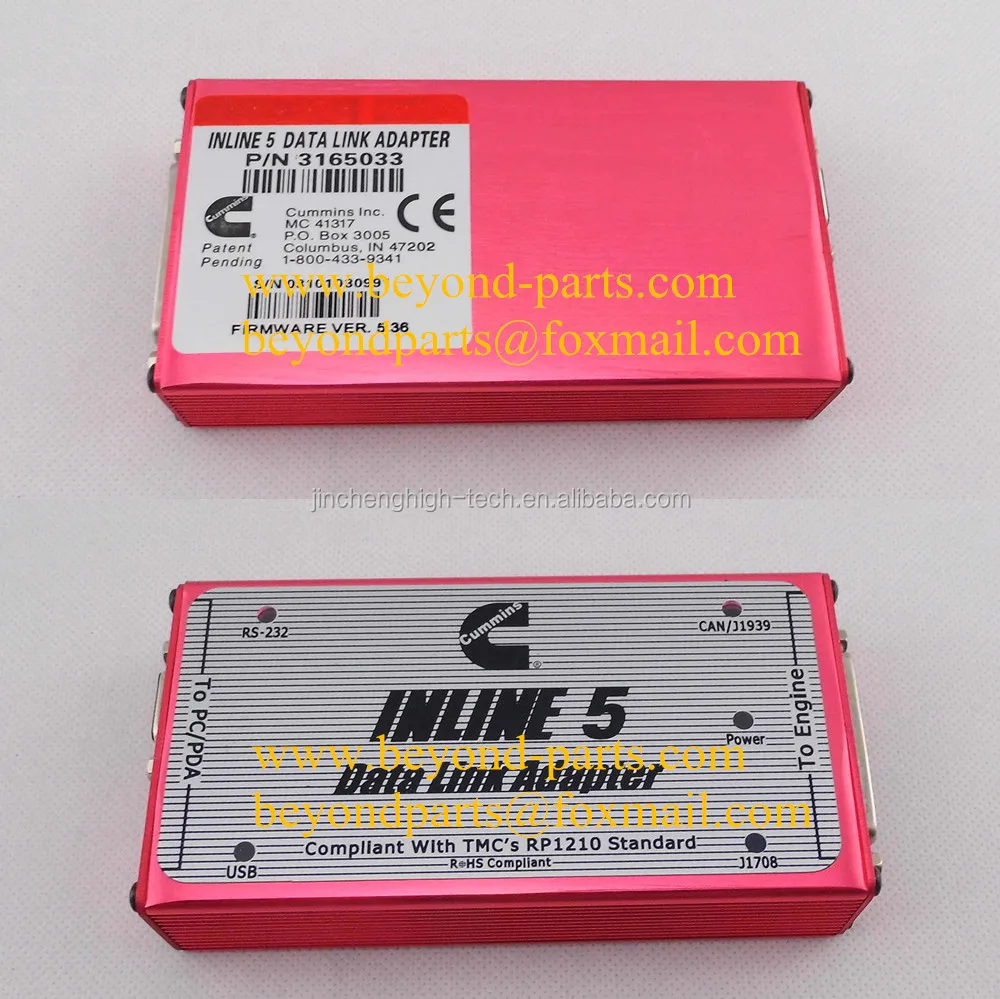 INLINE 5 DATA LINK ADAPTER
P/N 3165033
Cummins
Patent
Pending
Cummins Inc.
MC 41317
P.O. Box 3005
Columbus, IN 47202
1-800-433-9341
CE
www.beyond-parts.com
FIRMWARE VER. 5.36
beyondparts@foxmail.com
jinchenghigh-tech.en.alibaba.com
RS-232
Cummins
®
CAN/J1939
To PC/PDA
INLINE 5
Power
To Engine
www.beyond-parts.com
Data Link Adapter
beyondparts@foxmail.com
Compliant With TMC's RP1210 Standard
USB
RoHS Compliant
J1708